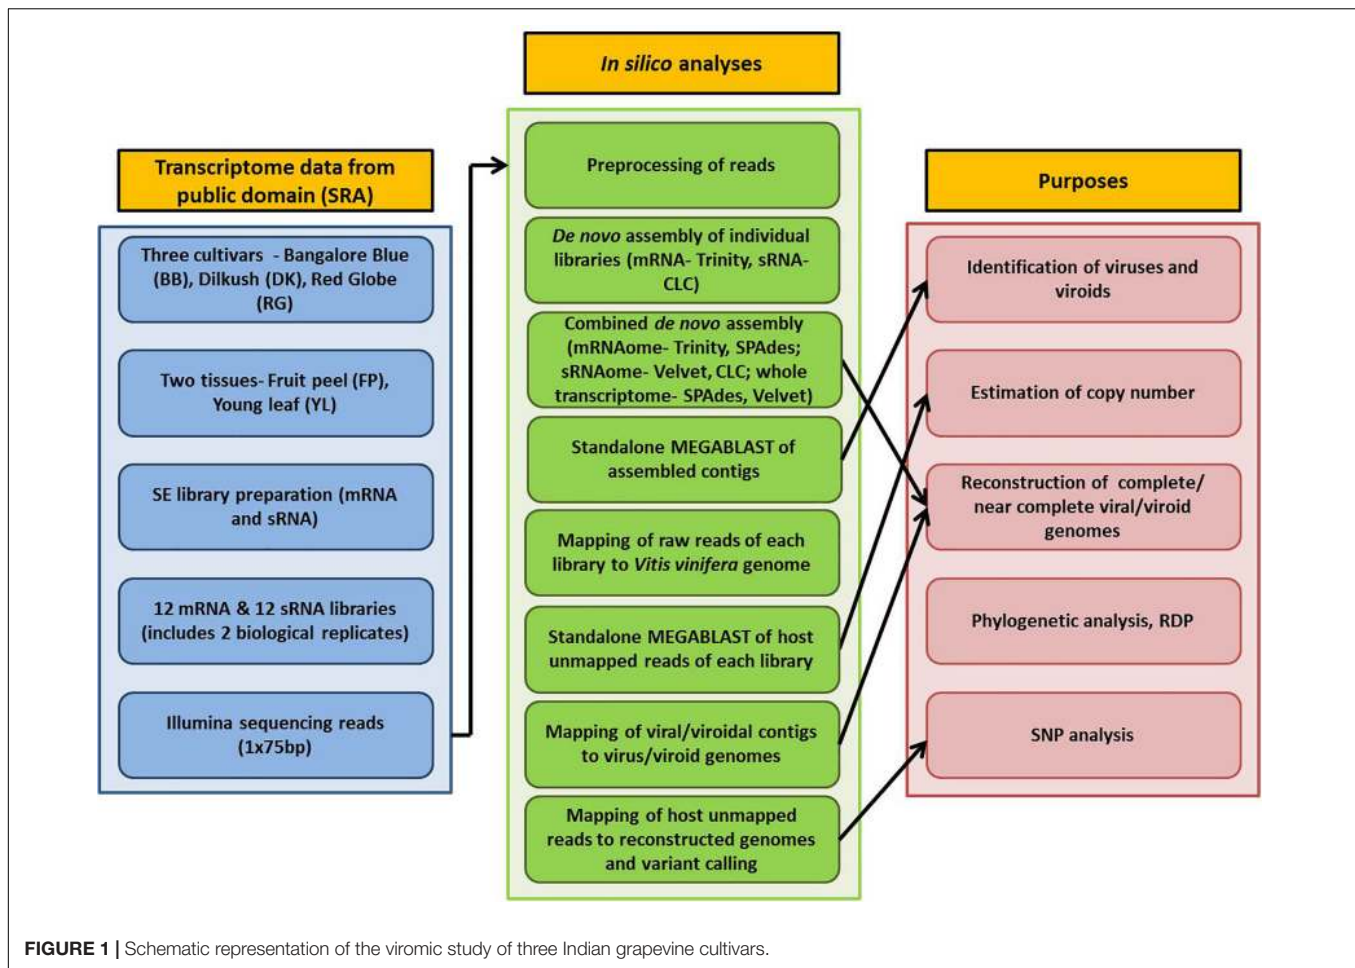 Transcriptome data from
public domain (SRA)
Three cultivars - Bangalore Blue
(BB), Dilkush (DK), Red Globe
(RG)
Two tissues- Fruit peel (FP),
Young leaf (YL)
SE library preparation (mRNA
and sRNA)
12 mRNA & 12 sRNA libraries
(includes 2 biological replicates)
Illumina sequencing reads
(1x75bp)
In silico analyses
Preprocessing of reads
De novo assembly of individual
libraries (mRNA- Trinity, sRNA-
CLC)
Combined de novo assembly
(mRNAome- Trinity, SPAdes;
sRNAome- Velvet, CLC; whole
transcriptome- SPAdes, Velvet)
Standalone MEGABLAST of
assembled contigs
Mapping of raw reads of each
library to Vitis vinifera genome
Standalone MEGABLAST of host
unmapped reads of each library
Mapping of viral/viroidal contigs
to virus/viroid genomes
Mapping of host unmapped
reads to reconstructed genomes
and variant calling
Purposes
Identification of viruses and
viroids
Estimation of copy number
Reconstruction of complete/
near complete viral/viroid
genomes
Phylogenetic analysis, RDP
SNP analysis
FIGURE 1 | Schematic representation of the viromic study of three Indian grapevine cultivars.